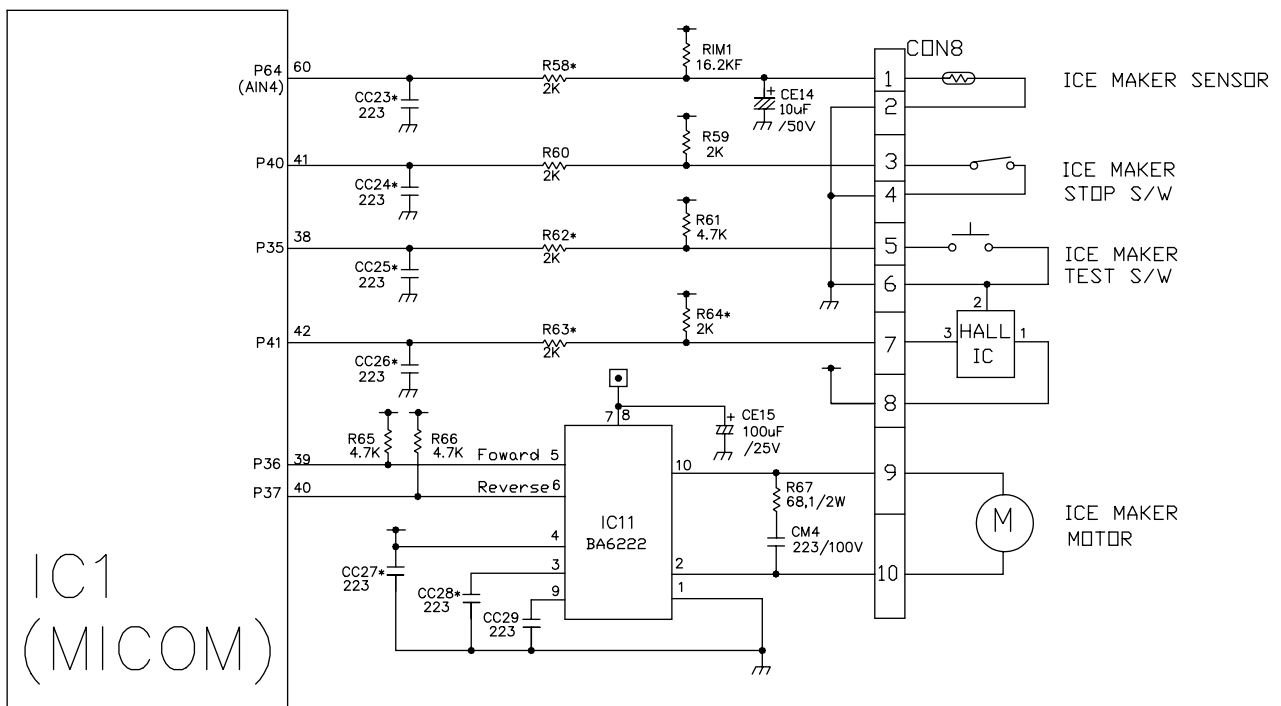 CON8
P64 60
(AIN4)
CC23*
223
R58*
2K
RIM1
16.2KF
+ CE14
10uF
/50V
1
2
ICE MAKER SENSOR
P40 41
CC24*
223
R60
2K
R59
2K
3
4
ICE MAKER
STOP S/W
P35 38
CC25*
223
R62*
2K
R61
4.7K
5
6
ICE MAKER
TEST S/W
P41 42
CC26*
223
R63*
2K
R64*
2K
7
8
2
3 HALL 1
IC
R65
4.7K
R66
4.7K
7 8
+ CE15
100uF
/25V
P36 39
Foward 5
P37 40
Reverse 6
4
3
9
IC11
BA6222
10
2
1
R67
68,1/2W
CM4
223/100V
9
10
M
ICE MAKER
MOTOR
CC27*
223
CC28*
223
CC29
223
IC1
(MICOM)